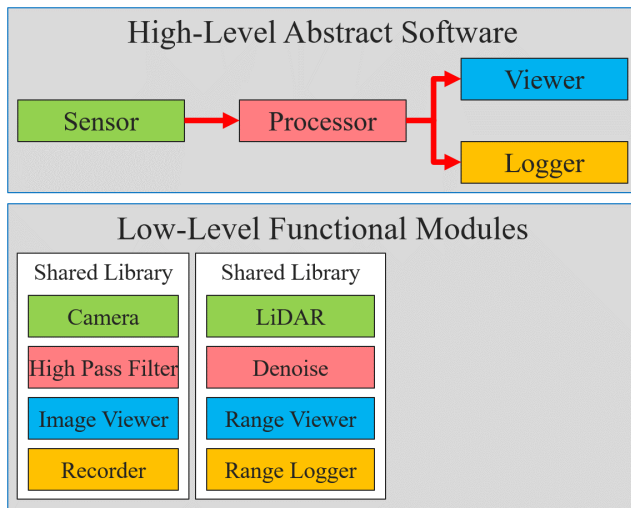 High-Level Abstract Software
Viewer
Sensor
Processor
Logger
Low-Level Functional Modules
Shared Library
Camera
High Pass Filter
Image Viewer
Recorder
Shared Library
LiDAR
Denoise
Range Viewer
Range Logger